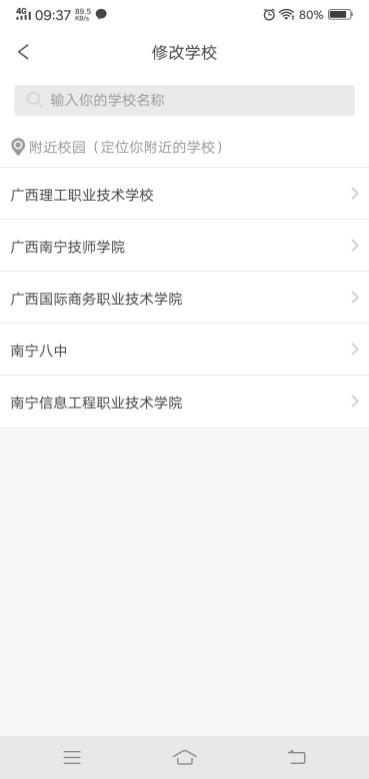 4G 09:37 89.5 KB/s 80%
修改学校
输入你的学校名称
附近校园（定位你附近的学校）
广西理工职业技术学校
广西南宁技师学院
广西国际商务职业技术学院
南宁八中
南宁信息工程职业技术学院